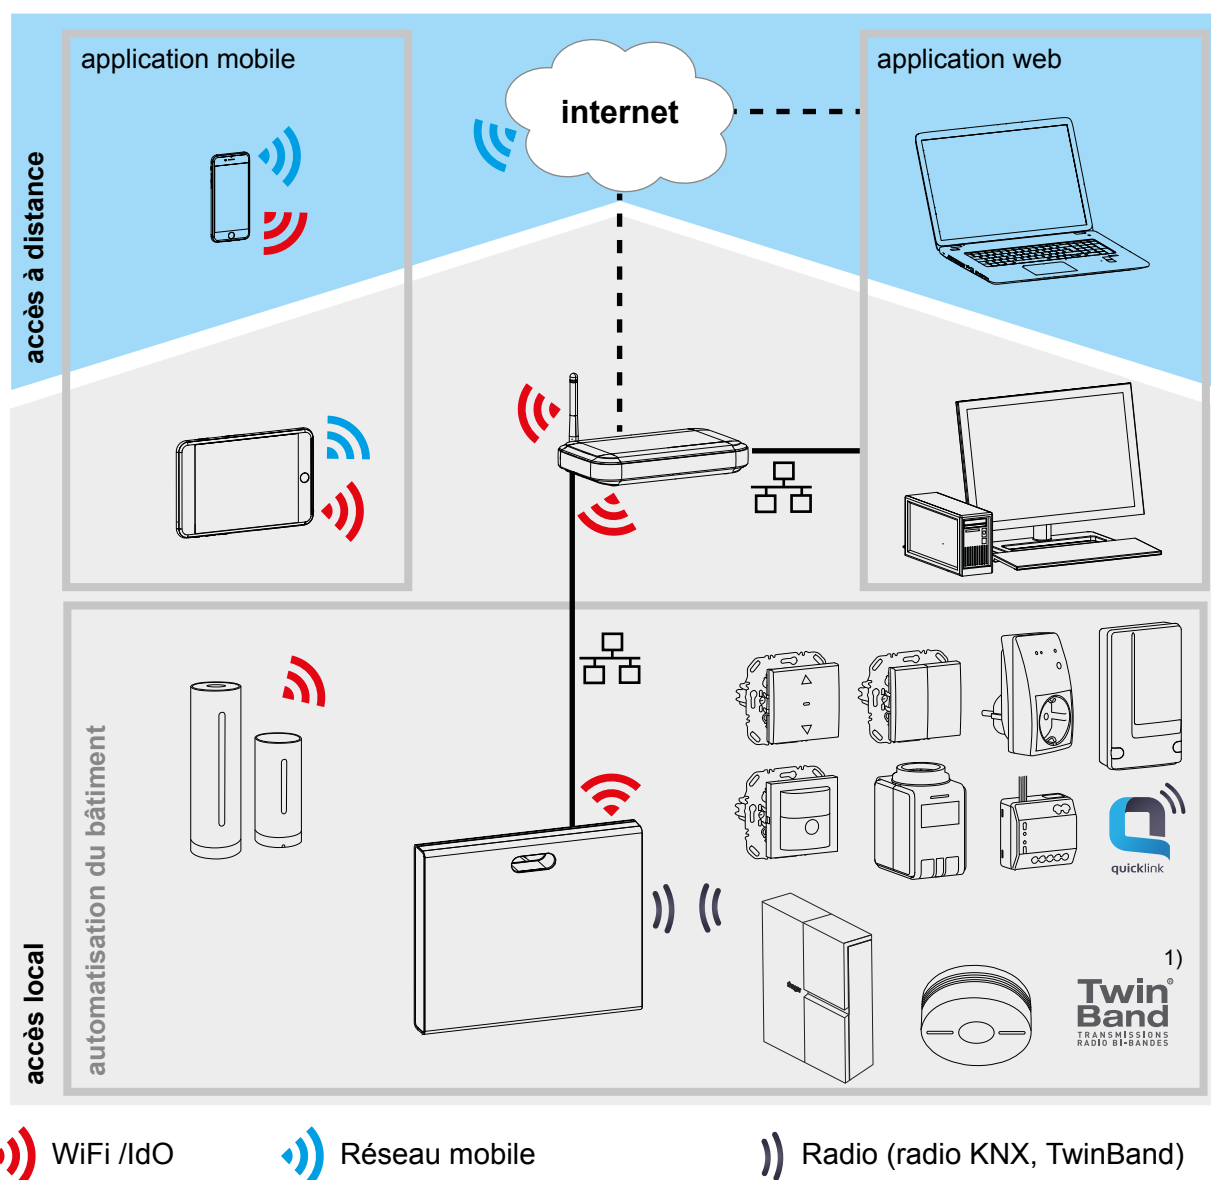 application mobile
internet
application web
accès à distance
automatisation du bâtiment
accès local
quicklink
1)
Twin®
Band
TRANSMISSIONS
RADIO BI-BANDES
WiFi /IdO
Réseau mobile
Radio (radio KNX, TwinBand)